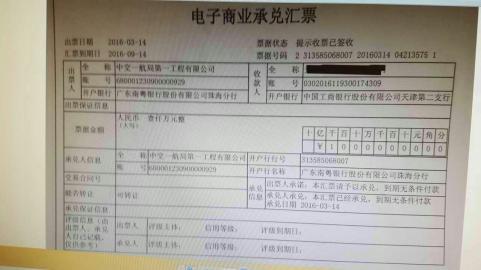 电子商业承兑汇票
出票日期 2016-03-14 票据状态 提示收票已签收
汇票到期日 2016-09-14 票据号码 2 313585068007 20160314 04213575 1
出票人 全称 中交一航局第一工程有限公司 收款人 全称
账号 680001230900000929 账号 0302016119300174309
开户银行 广东南粤银行股份有限公司珠海分行 开户银行 中国工商银行股份有限公司天津第二支行
出票保证信息
票据金额 人民币(大写) 壹仟万元整 十亿千百十万千百十元角分
¥1000000000
承兑人信息 全称 中交一航局第一工程有限公司 开户行行号 313585068007
账号 680001230900000929 开户行名称 广东南粤银行股份有限公司珠海分行
交易合同号 承兑信息 出票人承诺:本汇票请予以承兑,到期无条件付款
能否转让 可转让 承兑人承兑:本汇票已经承兑,到期无条件付款
承兑日期 2016-03-14
承兑保证信息
评级信息(由出票人、承兑人自己记载,仅供参考) 出票人 评级主体: 信用等级: 评级到期日:
承兑人 评级主体: 信用等级: 评级到期日: